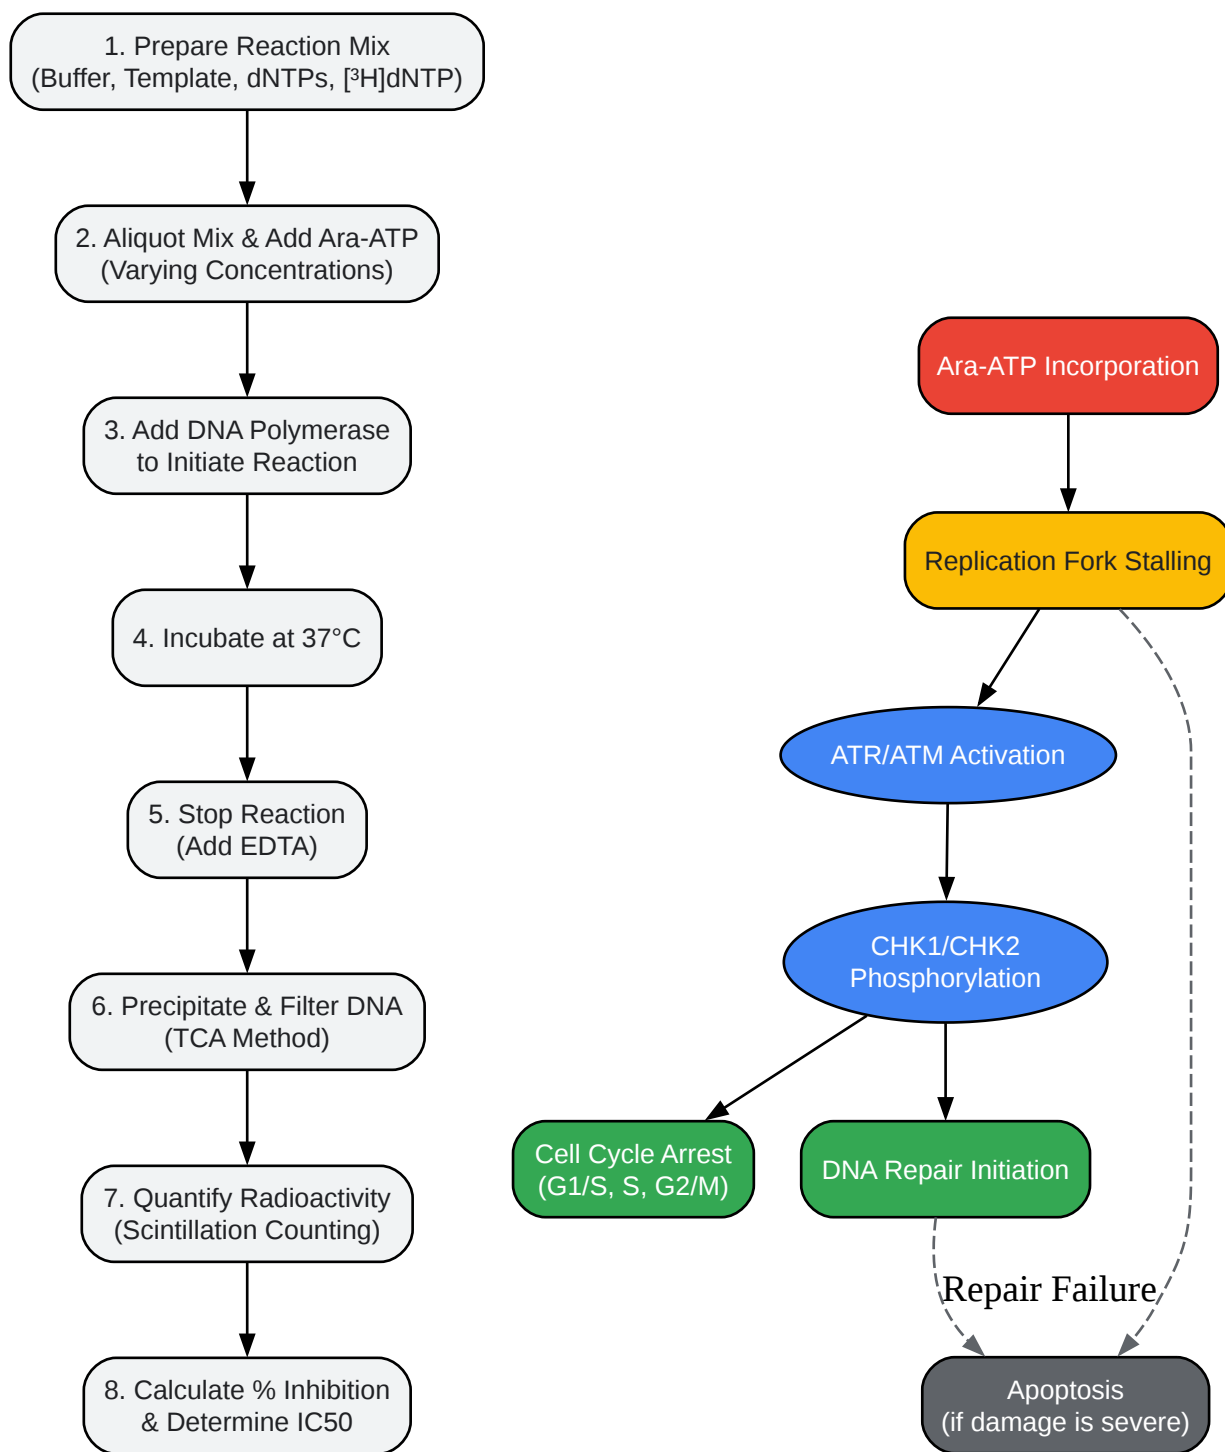 1. Prepare Reaction Mix
(Buffer, Template, dNTPs, [³H]dNTP)
2. Aliquot Mix & Add Ara-ATP
(Varying Concentrations)
3. Add DNA Polymerase
to Initiate Reaction
4. Incubate at 37°C
5. Stop Reaction
(Add EDTA)
6. Precipitate & Filter DNA
(TCA Method)
7. Quantify Radioactivity
(Scintillation Counting)
8. Calculate % Inhibition
& Determine IC50
Ara-ATP Incorporation
Replication Fork Stalling
ATR/ATM Activation
CHK1/CHK2
Phosphorylation
Cell Cycle Arrest
(G1/S, S, G2/M)
DNA Repair Initiation
Repair Failure
Apoptosis
(if damage is severe)